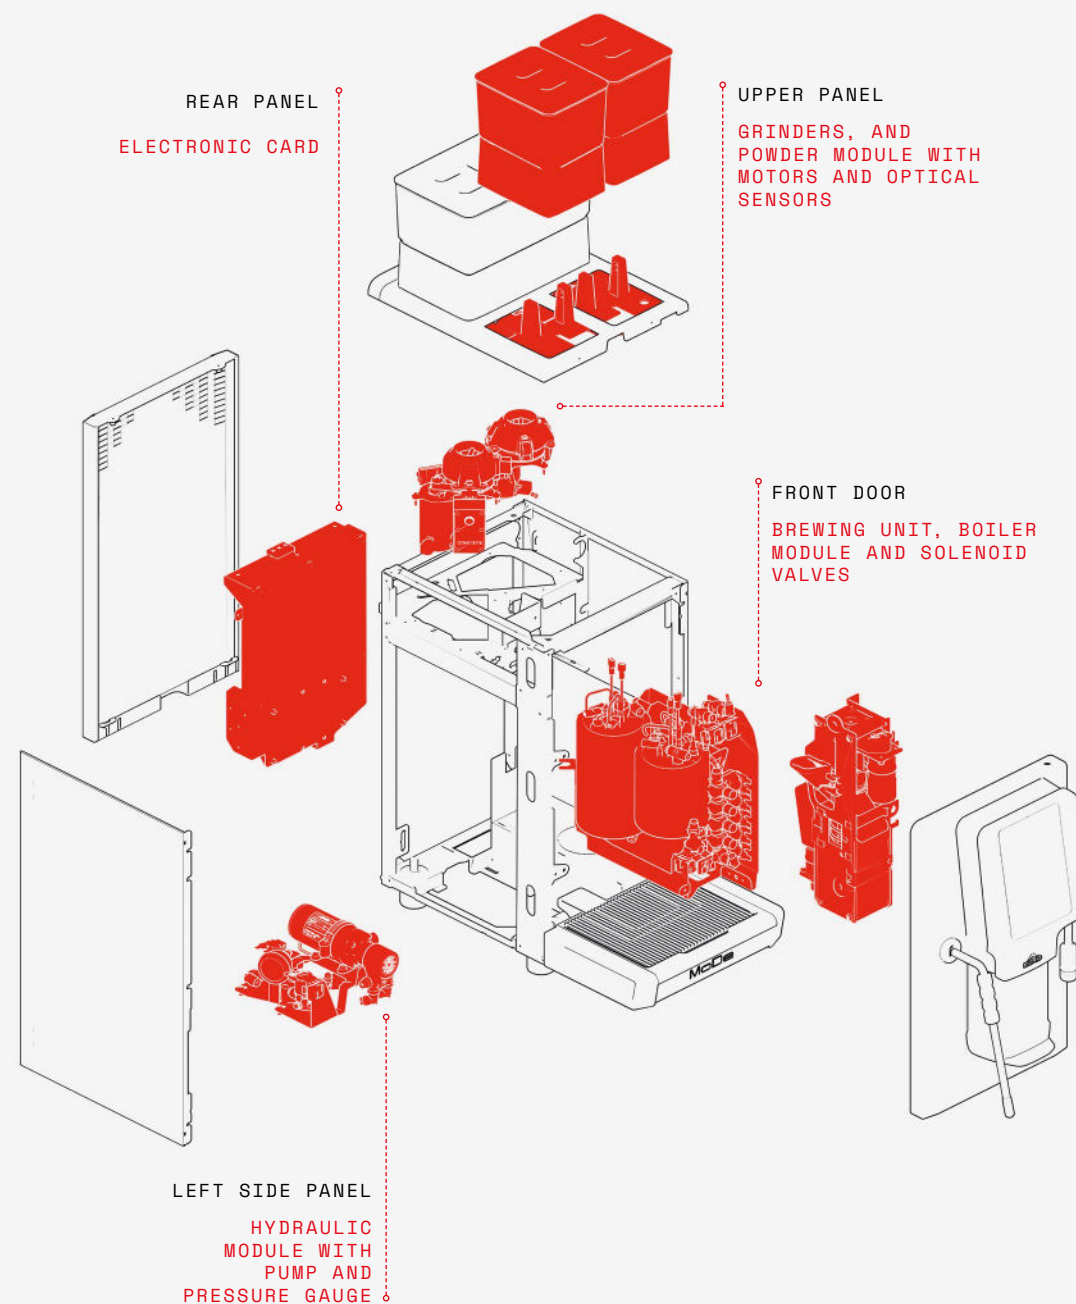 REAR PANEL
ELECTRONIC CARD
UPPER PANEL
GRINDERS, AND
POWDER MODULE WITH
MOTORS AND OPTICAL
SENSORS
FRONT DOOR
BREWING UNIT, BOILER
MODULE AND SOLENOID
VALVES
MoDe
LEFT SIDE PANEL
HYDRAULIC
MODULE WITH
PUMP AND
PRESSURE GAUGE